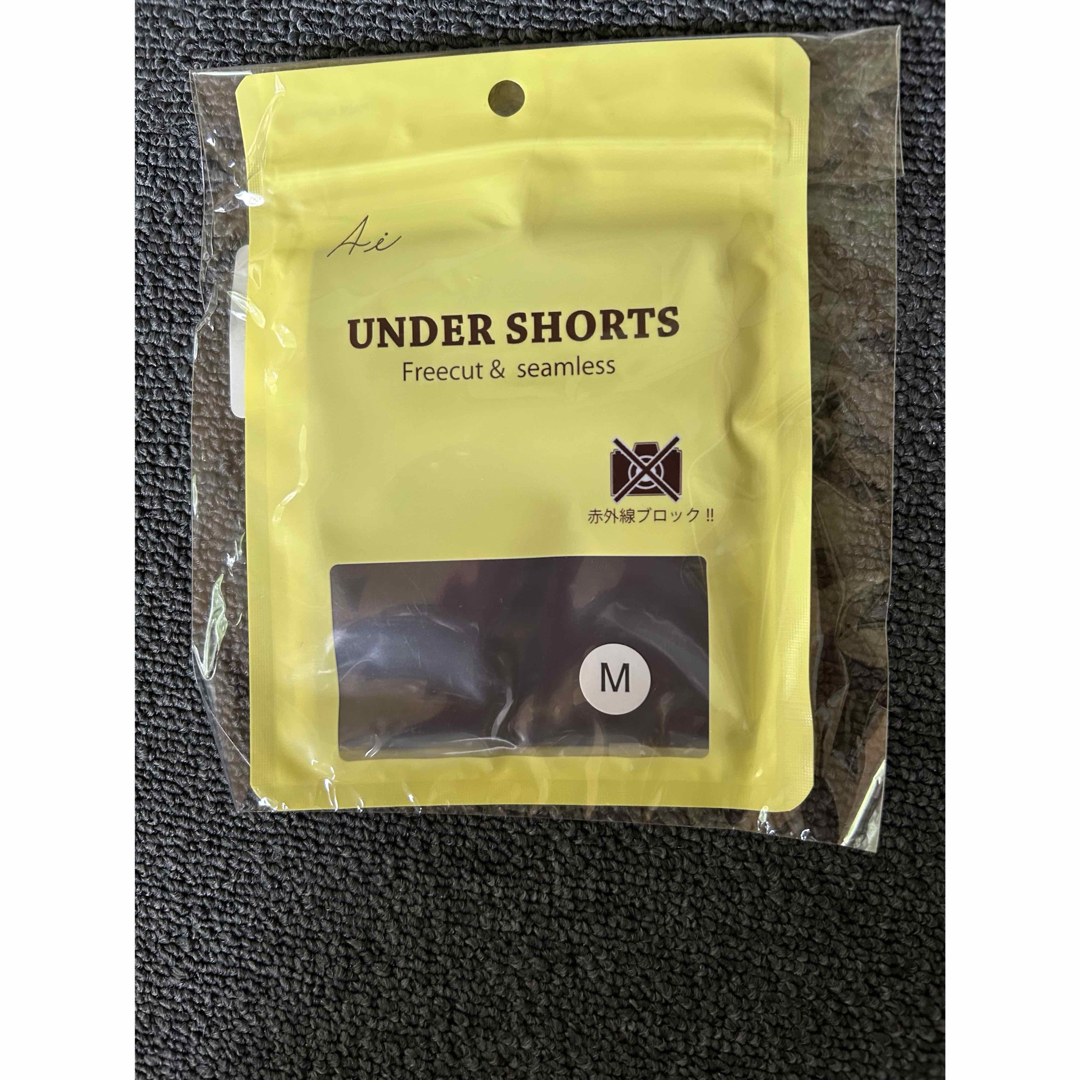 Ai
UNDER SHORTS
Freecut & seamless
赤外線ブロック!!
M